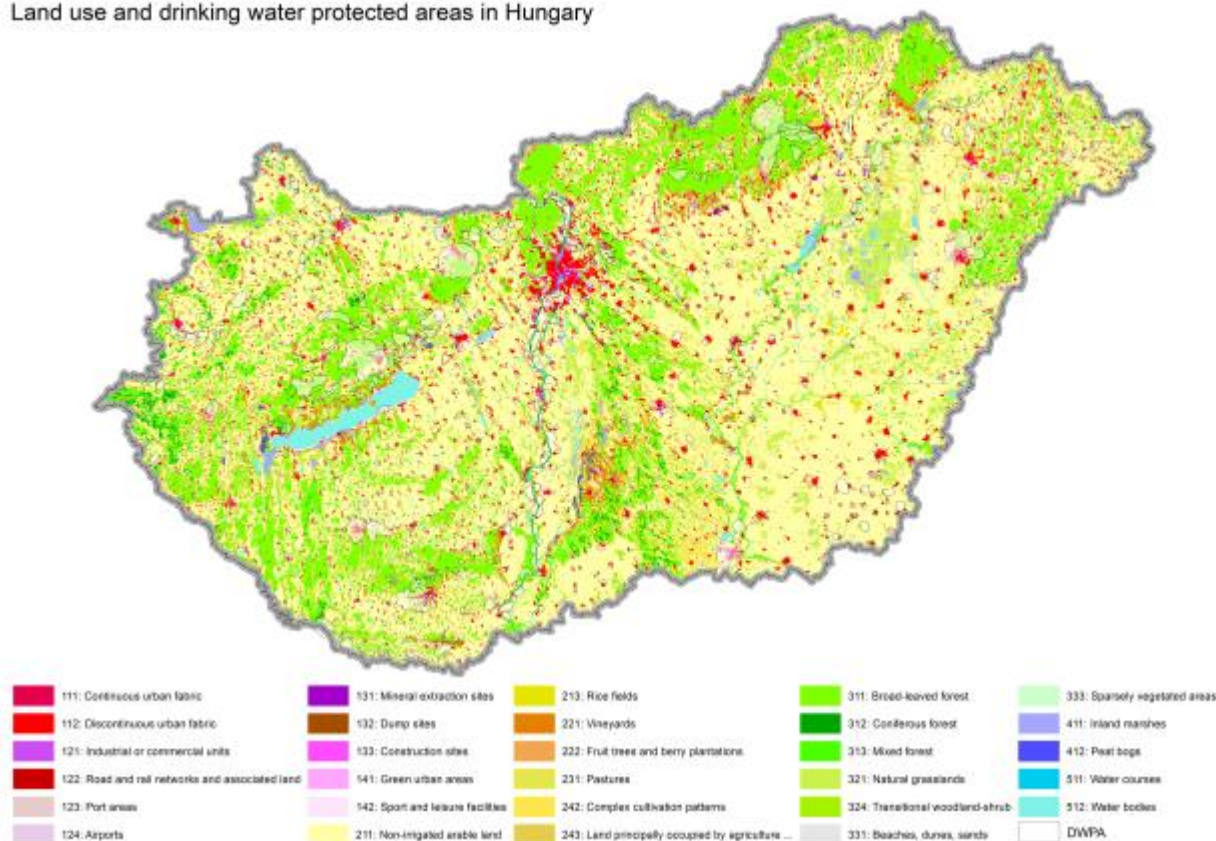 Land use and drinking water protected areas in Hungary
111: Continuous urban fabric
112: Discontinuous urban fabric
121: Industrial or commercial units
122: Road and rail networks and associated land
123: Port areas
124: Airports
131: Mineral extraction sites
132: Dump sites
133: Construction sites
141: Green urban areas
142: Sport and leisure facilities
211: Non-irrigated arable land
213: Rice fields
221: Vineyards
222: Fruit trees and berry plantations
231: Pastures
242: Complex cultivation patterns
243: Land principally occupied by agriculture ...
311: Broad-leaved forest
312: Coniferous forest
313: Mixed forest
321: Natural grasslands
324: Transitional woodland-shrub
331: Beaches, dunes, sands
333: Sparsely vegetated areas
411: Inland marshes
412: Peat bogs
511: Water courses
512: Water bodies
DWPA